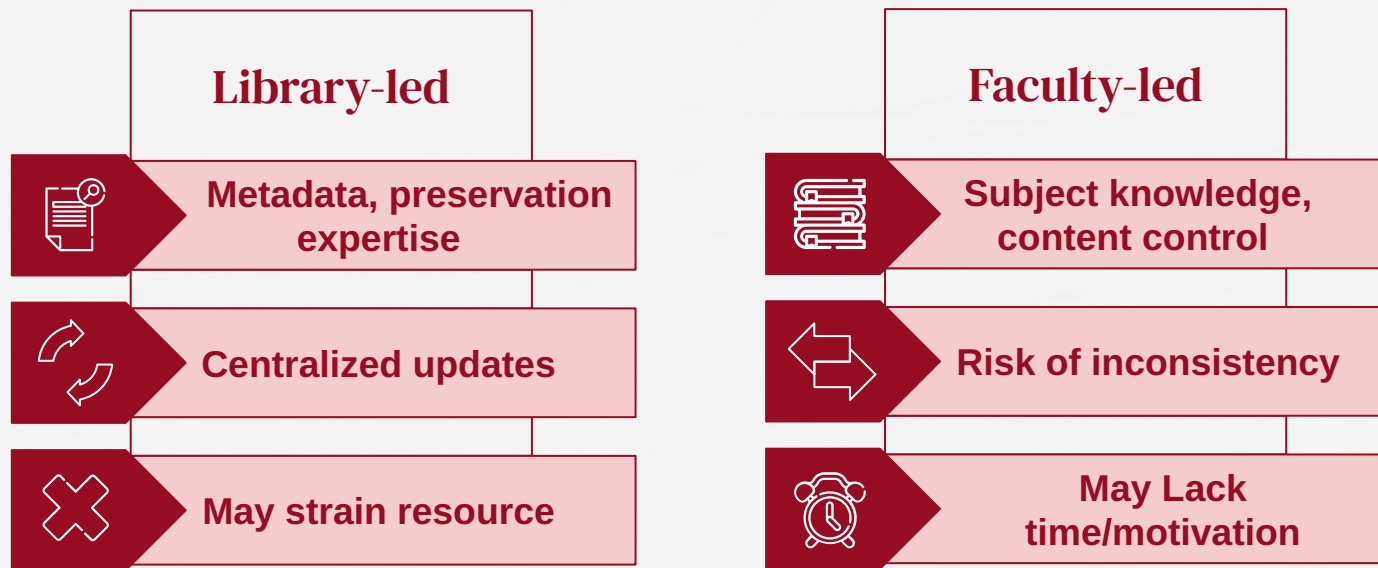 Library-led
Metadata, preservation
expertise
Centralized updates
May strain resource
Faculty-led
Subject knowledge,
content control
Risk of inconsistency
May Lack
time/motivation